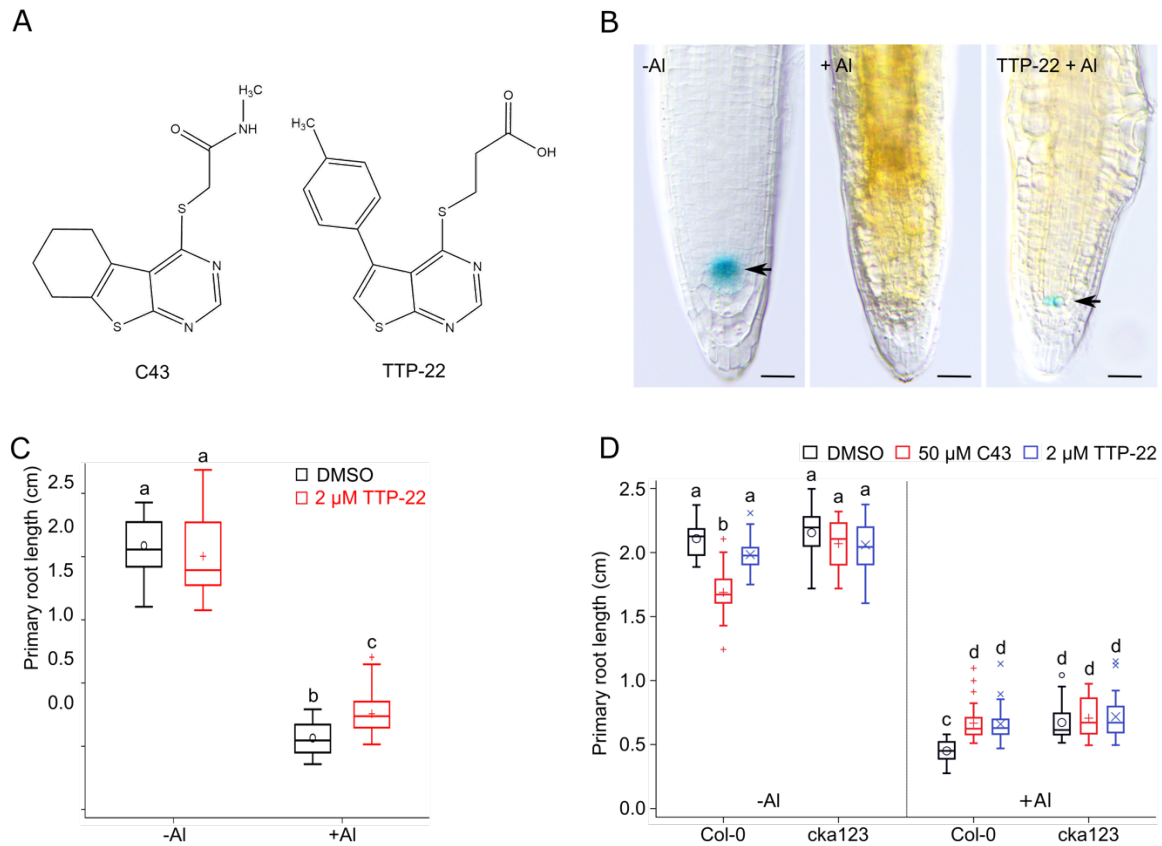 A
H₃C
O
NH
S
N
N
S
C43
O
OH
H₃C
S
N
N
S
TTP-22
B
-Al
+ Al
TTP-22 + Al
C
Primary root length (cm)
2.5
2.0
1.5
1.0
0.5
0.0
a
a
b
c
DMSO
2 µM TTP-22
-Al
+Al
D
DMSO 50 µM C43 2 µM TTP-22
Primary root length (cm)
2.5
2.0
1.5
1.0
0.5
0.0
a
b
a
a
a
a
c
d
d
d
d
d
-Al
+Al
Col-0
cka123
Col-0
cka123